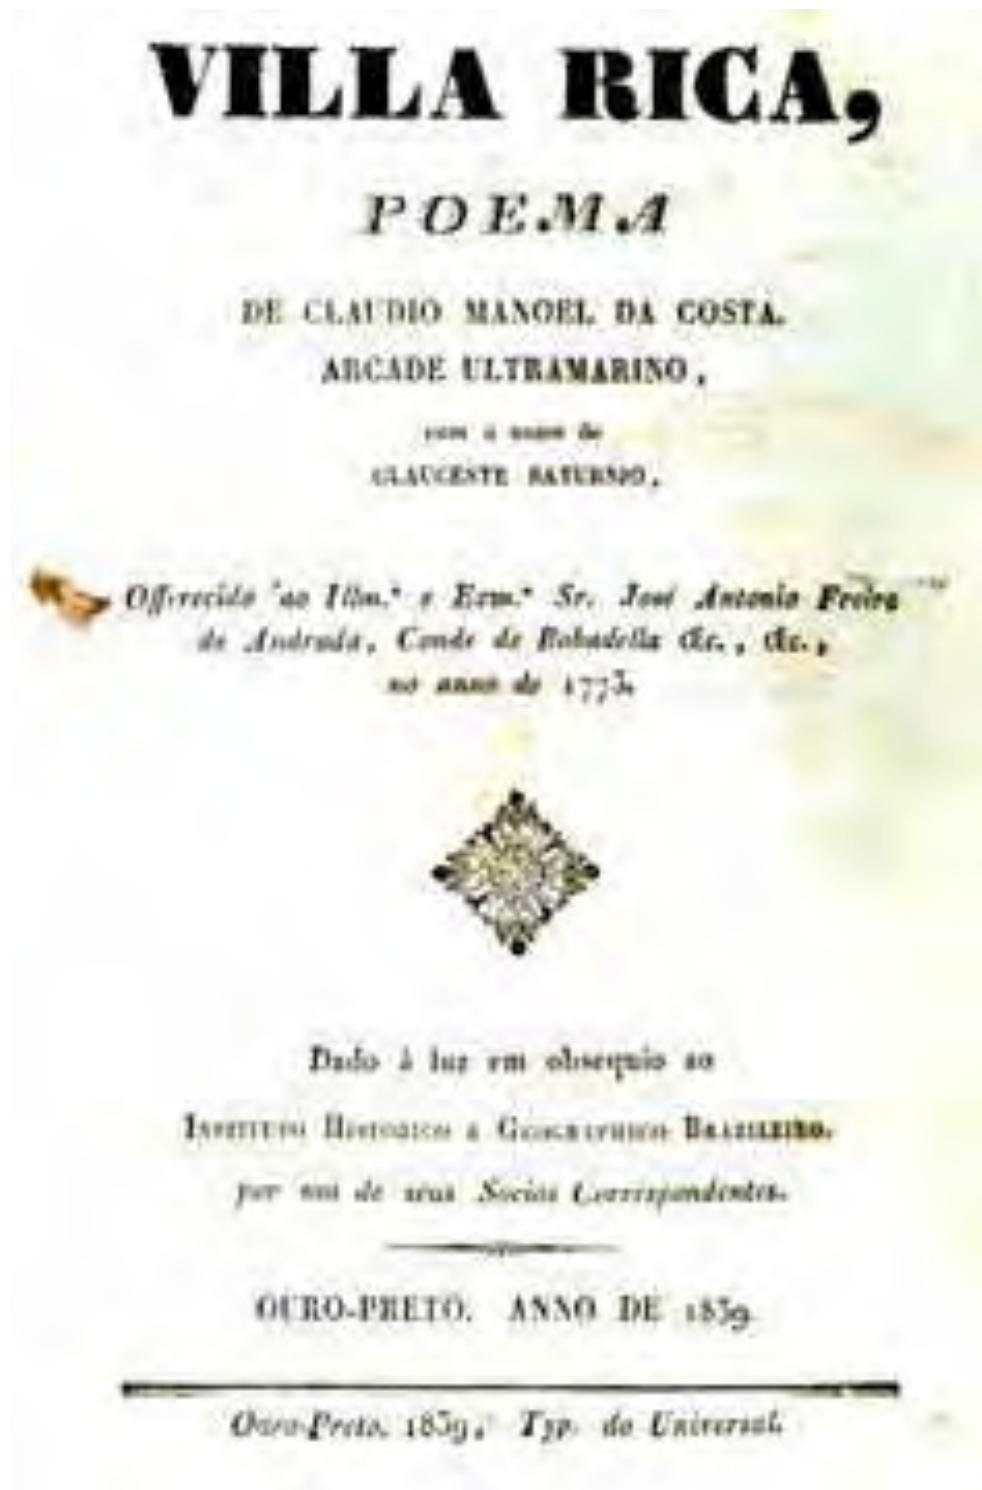 VILLA RICA,
POEMA
DE CLAUDIO MANOEL DA COSTA.
ARCADE ULTRAMARINO,
com o nome de
GLAUCESTE SATURNIO,
Offerecido ao Illm.º e Exm.º Sr. José Antonio Freire
de Andrada, Conde de Bobadella &c., &c.,
no anno de 1773.
Dado á luz em obsequio ao
INSTITUTO HISTORICO E GEOGRAPHICO BRAZILEIRO.
por um de seus Socios Correspondentes.
OURO-PRETO. ANNO DE 1839
Ouro-Preto. 1839. Typ. do Universal.